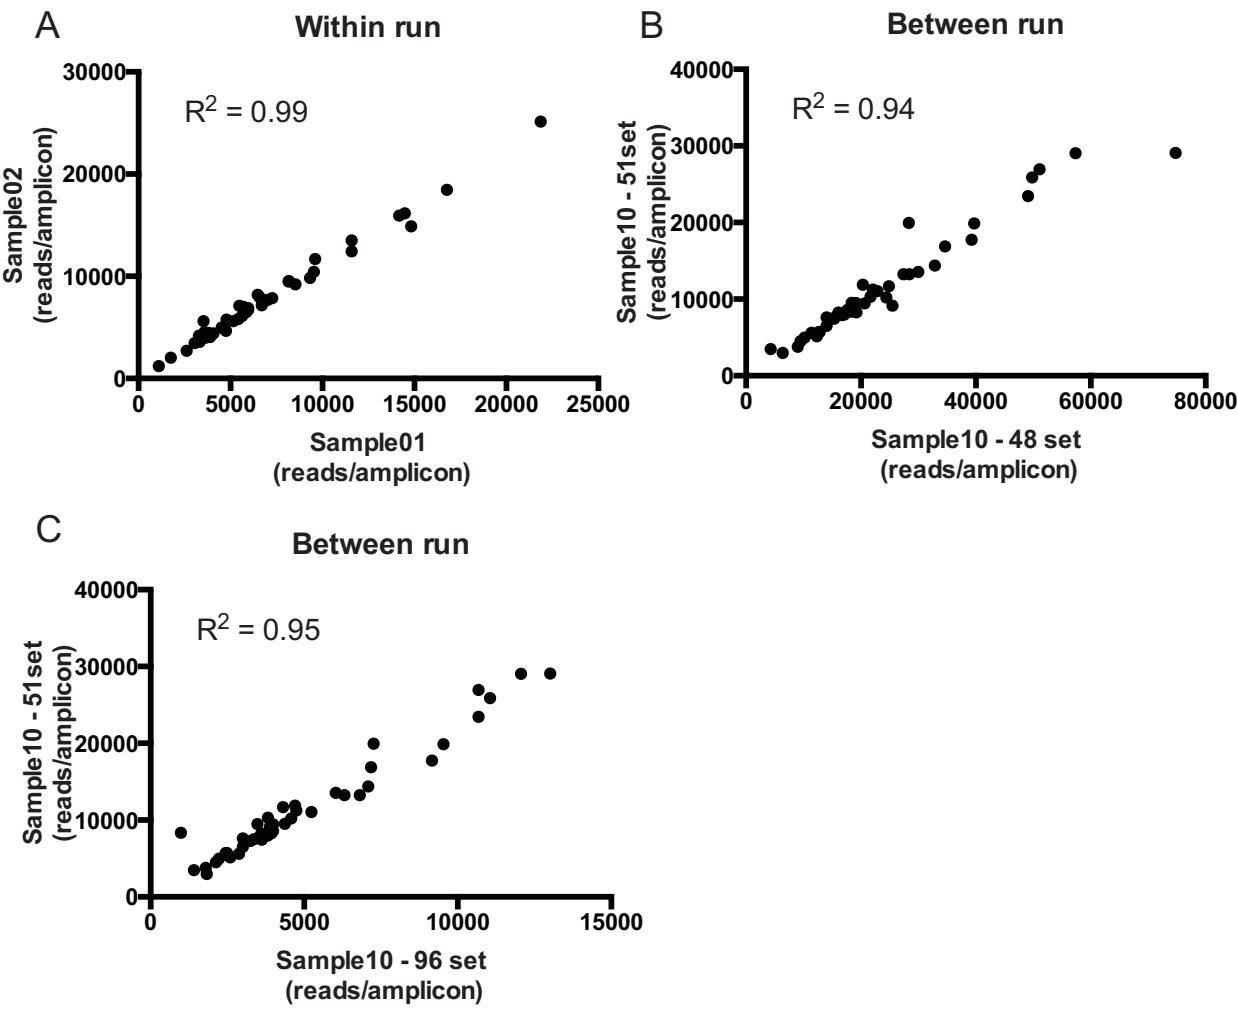 A
Within run
30000
20000
10000
0
R2 = 0.99
Sample02
(reads/amplicon)
0 5000 10000 15000 20000 25000
Sample01
(reads/amplicon)
B
Between run
40000
30000
20000
10000
0
R2 = 0.94
Sample10 - 51set
(reads/amplicon)
0 20000 40000 60000 80000
Sample10 - 48 set
(reads/amplicon)
C
Between run
40000
30000
20000
10000
0
R2 = 0.95
Sample10 - 51set
(reads/amplicon)
0 5000 10000 15000
Sample10 - 96 set
(reads/amplicon)